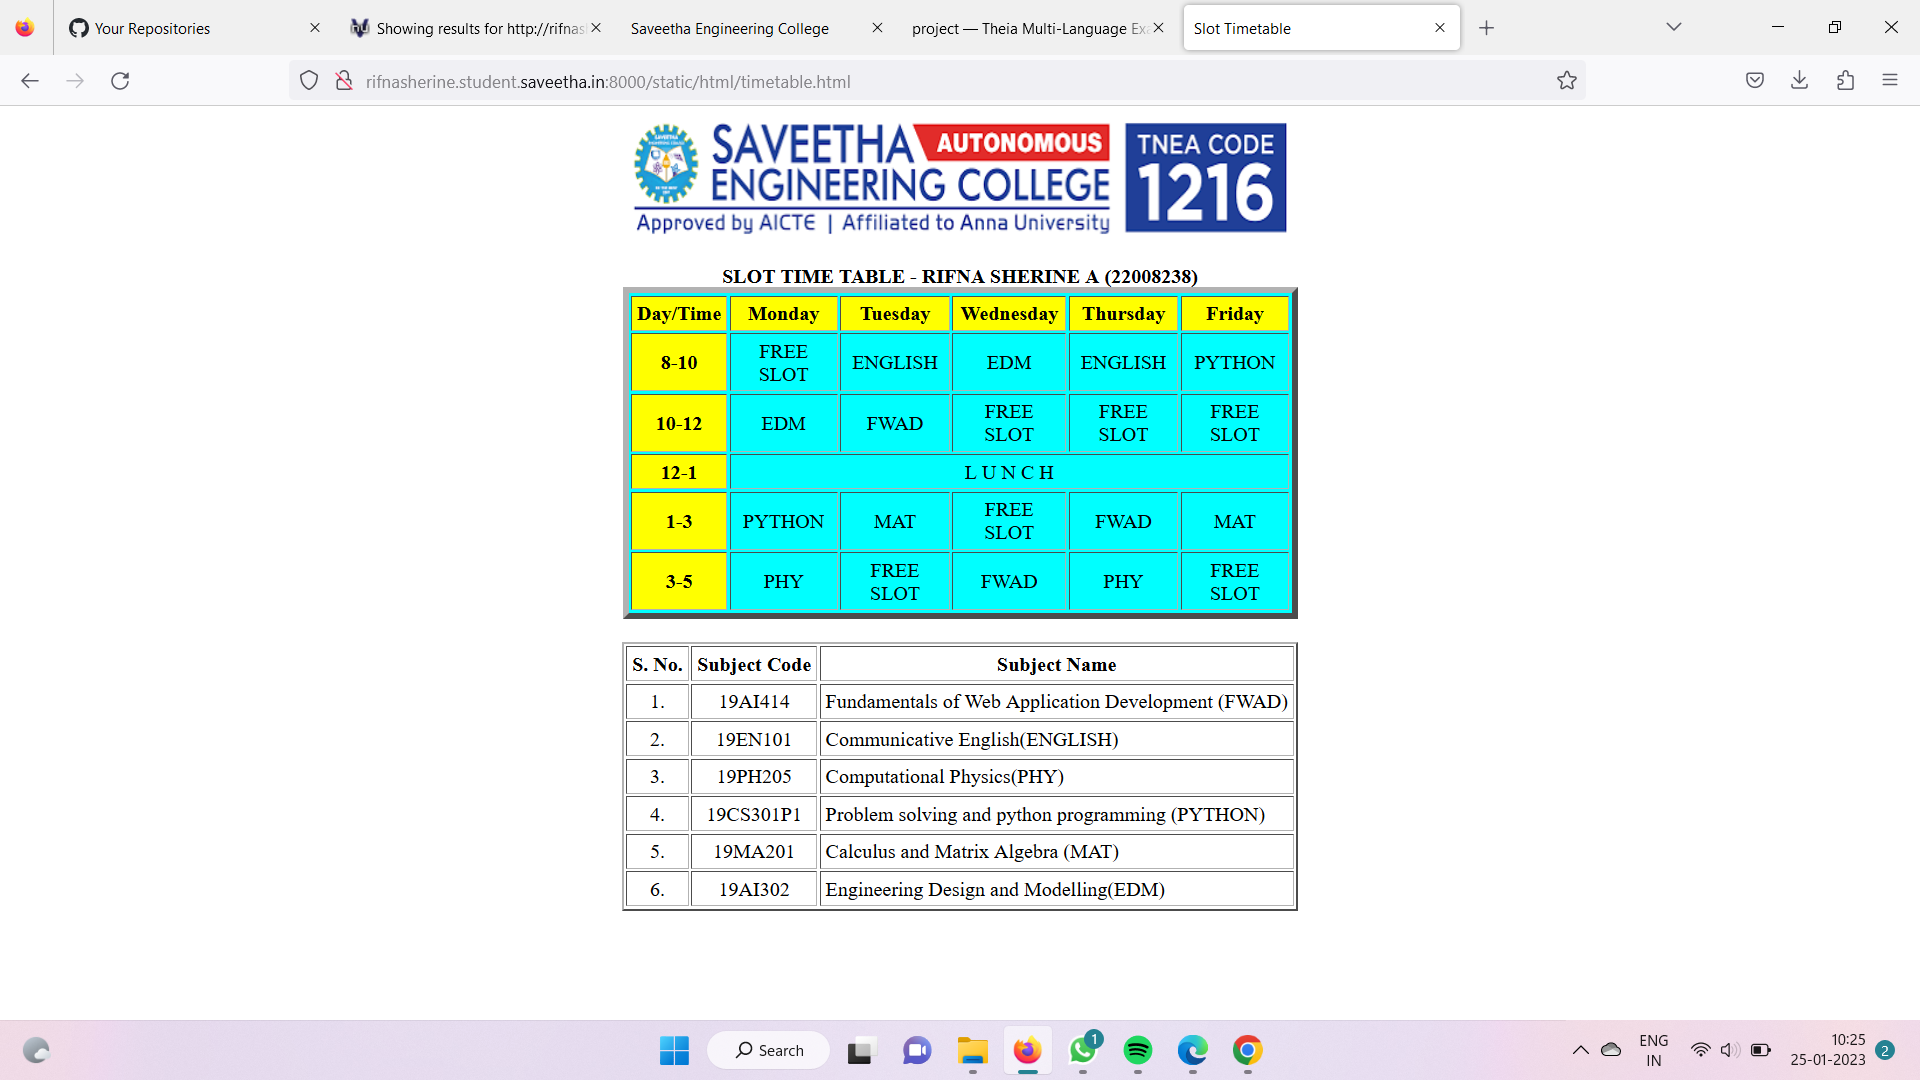 Your Repositories
Showing results for http://rifnas
Saveetha Engineering College
project — Theia Multi-Language Ex
Slot Timetable
rifnasherine.student.saveetha.in:8000/static/html/timetable.html
SAVEETHA AUTONOMOUS
ENGINEERING COLLEGE
Approved by AICTE | Affiliated to Anna University
TNEA CODE
1216
SLOT TIME TABLE - RIFNA SHERINE A (22008238)
Day/Time Monday Tuesday Wednesday Thursday Friday
8-10 FREE SLOT ENGLISH EDM ENGLISH PYTHON
10-12 EDM FWAD FREE SLOT FREE SLOT FREE SLOT
12-1 L U N C H
1-3 PYTHON MAT FREE SLOT FWAD MAT
3-5 PHY FREE SLOT FWAD PHY FREE SLOT
S. No. Subject Code Subject Name
1. 19AI414 Fundamentals of Web Application Development (FWAD)
2. 19EN101 Communicative English(ENGLISH)
3. 19PH205 Computational Physics(PHY)
4. 19CS301P1 Problem solving and python programming (PYTHON)
5. 19MA201 Calculus and Matrix Algebra (MAT)
6. 19AI302 Engineering Design and Modelling(EDM)
Search
1
ENG
IN
10:25
25-01-2023
2